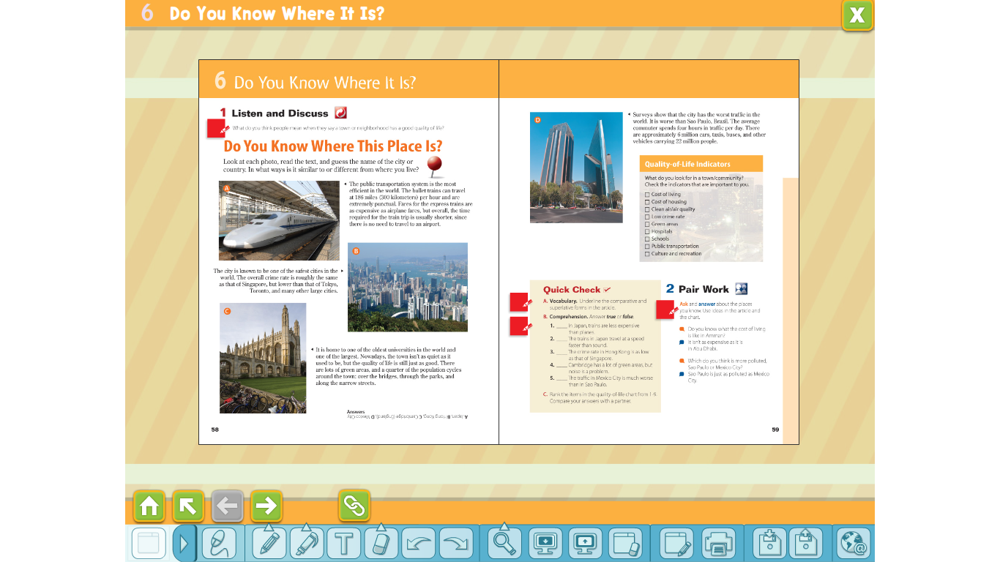 6 Do You Know Where It Is?
X
6 Do You Know Where It Is?
1 Listen and Discuss
What do you think people mean when they say a town or neighborhood has a good quality of life?
Do You Know Where This Place Is?
Look at each photo, read the text, and guess the name of the city or
country. In what ways is it similar to or different from where you live?
A
The public transportation system is the most
efficient in the world. The bullet trains can travel
at 186 miles (300 kilometers) per hour and are
extremely punctual. Fares for the express trains are
as expensive as airplane fares, but overall, the time
required for the train trip is usually shorter, since
there is no need to travel to an airport.
B
The city is known to be one of the safest cities in the
world. The overall crime rate is roughly the same
as that of Singapore, but lower than that of Tokyo,
Toronto, and many other large cities.
C
It is home to one of the oldest universities in the world and
one of the largest. Nowadays, the town isn't as quiet as it
used to be, but the quality of life is still just as good. There
are lots of green areas, and a quarter of the population cycles
around the town: over the bridges, through the parks, and
along the narrow streets.
Answers
A Japan, B Hong Kong, C Cambridge (England), D Mexico City
58
D
Surveys show that the city has the worst traffic in the
world. It is worse than Sao Paulo, Brazil. The average
commuter spends four hours in traffic per day. There
are approximately 6 million cars, taxis, buses, and other
vehicles carrying 22 million people.
Quality-of-Life Indicators
What do you look for in a town/community?
Check the indicators that are important to you.
Cost of living
Cost of housing
Clean air/air quality
Low crime rate
Green areas
Hospitals
Schools
Public transportation
Culture and recreation
Quick Check
A. Vocabulary. Underline the comparative and
superlative forms in the article.
B. Comprehension. Answer true or false.
1. ____ In Japan, trains are less expensive
than planes.
2. ____ The trains in Japan travel at a speed
faster than sound.
3. ____ The crime rate in Hong Kong is as low
as that of Singapore.
4. ____ Cambridge has a lot of green areas, but
noise is a problem.
5. ____ The traffic in Mexico City is much worse
than in Sao Paulo.
C. Rank the items in the quality-of-life chart from 1-9.
Compare your answers with a partner.
2 Pair Work
Ask and answer about the places
you know. Use ideas in the article and
the chart.
Do you know what the cost of living
is like in Amman?
It isn't as expensive as it is
in Abu Dhabi.
Which do you think is more polluted,
Sao Paulo or Mexico City?
Sao Paulo is just as polluted as Mexico
City.
59
T
@